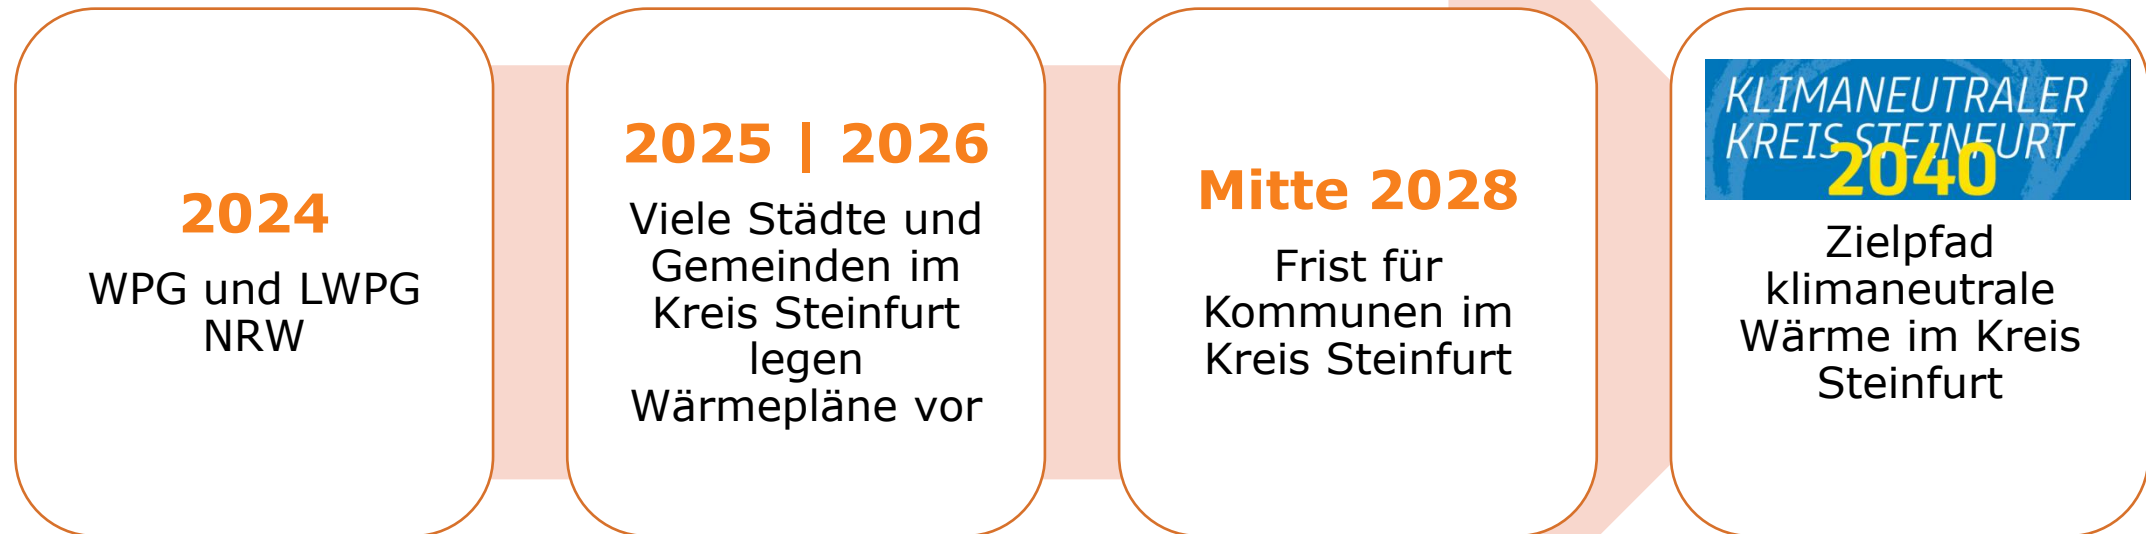 2024
WPG und LWPG
NRW
2025 | 2026
Viele Städte und
Gemeinden im
Kreis Steinfurt
legen
Wärmepläne vor
Mitte 2028
Frist für
Kommunen im
Kreis Steinfurt
KLIMANEUTRALER
KREIS STEINFURT
2040
Zielpfad
klimaneutrale
Wärme im Kreis
Steinfurt